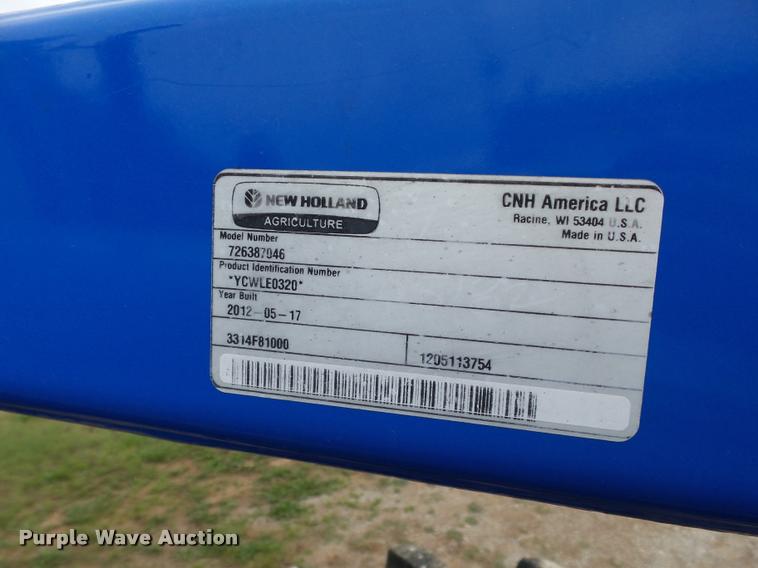 NEW HOLLAND
AGRICULTURE
CNH America LLC
Racine, WI 53404 U.S.A.
Made in U.S.A.
Model Number
726387046
Product Identification Number
*YCWLE0320*
Year Built
2012-05-17
3314F81000
1205113754
Purple Wave Auction